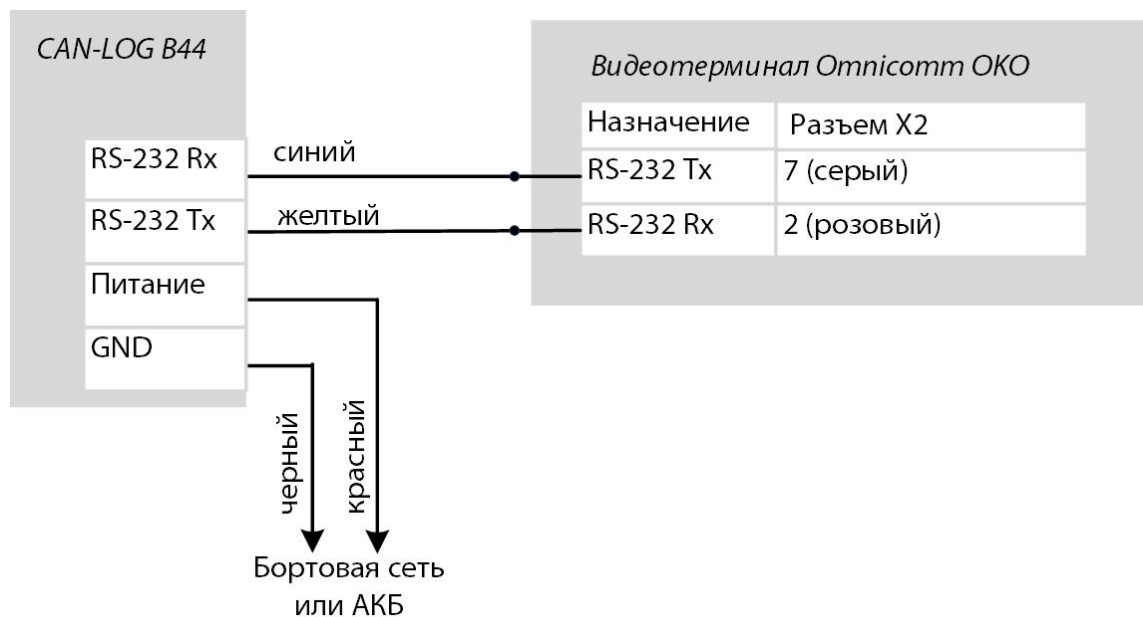 CAN-LOG B44
RS-232 Rx
RS-232 Tx
Питание
GND
синий
желтый
черный
красный
Бортовая сеть
или АКБ
Видеотерминал Omnicomm OKO
Назначение Разъем X2
RS-232 Tx 7 (серый)
RS-232 Rx 2 (розовый)